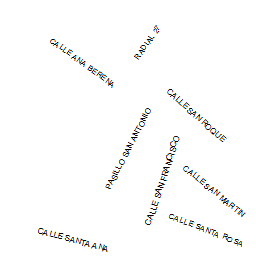 RADIAL
CALLE ANA BERENA
CALLE SAN ROQUE
PASILLO SAN ANTONIO
CALLE SAN FRANCISCO
CALLE SAN MARTIN
CALLE SANTA ROSA
CALLE SANTA ANA